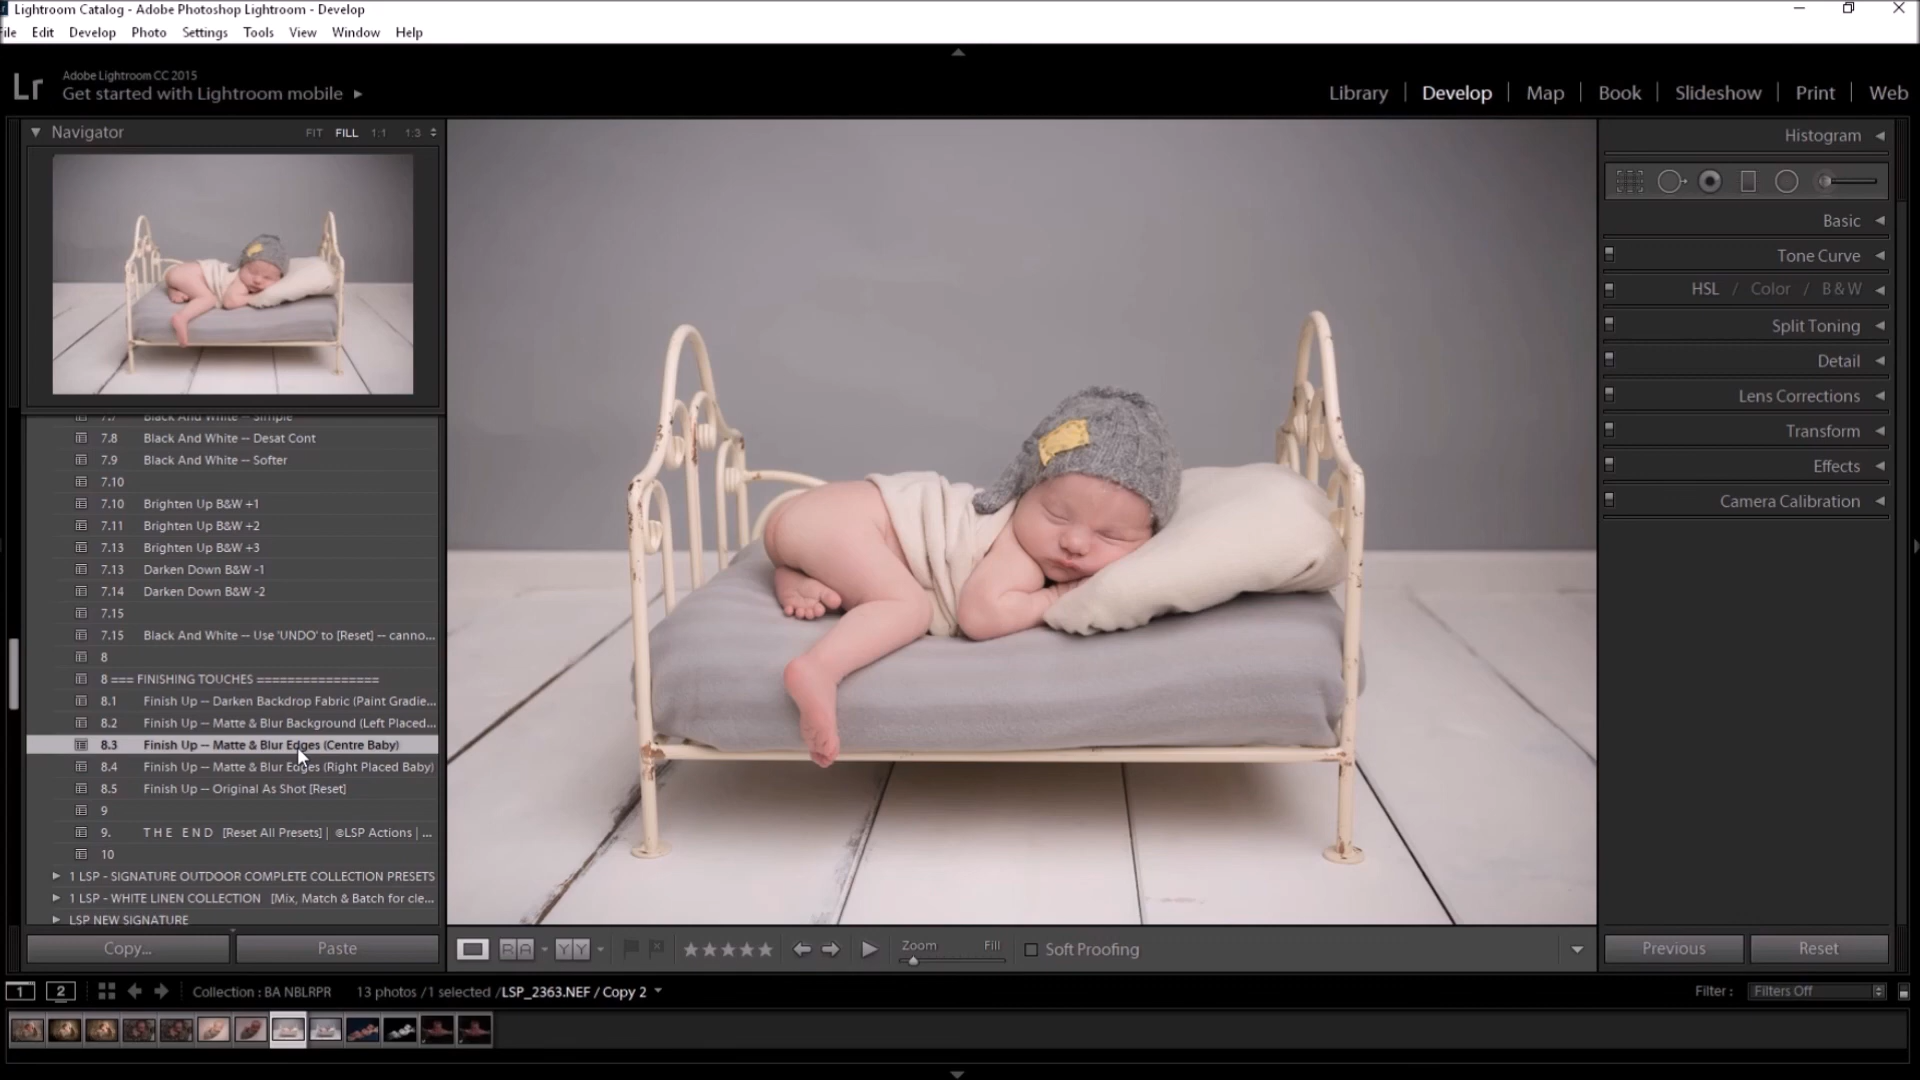 Lightroom Catalog - Adobe Photoshop Lightroom - Develop
ile Edit Develop Photo Settings Tools View Window Help
Lr
Adobe Lightroom CC 2015
Get started with Lightroom mobile
Library Develop Map Book Slideshow Print Web
Navigator FIT FILL 1:1 1:3
Histogram
Basic
Tone Curve
HSL / Color / B & W
Split Toning
Detail
Lens Corrections
Transform
Effects
Camera Calibration
7.7 Black And White -- Simple
7.8 Black And White -- Desat Cont
7.9 Black And White -- Softer
7.10
7.10 Brighten Up B&W +1
7.11 Brighten Up B&W +2
7.13 Brighten Up B&W +3
7.13 Darken Down B&W -1
7.14 Darken Down B&W -2
7.15
7.15 Black And White -- Use 'UNDO' to [Reset] -- canno...
8
8 === FINISHING TOUCHES ================
8.1 Finish Up -- Darken Backdrop Fabric (Paint Gradie...
8.2 Finish Up -- Matte & Blur Background (Left Placed...
8.3 Finish Up -- Matte & Blur Edges (Centre Baby)
8.4 Finish Up -- Matte & Blur Edges (Right Placed Baby)
8.5 Finish Up -- Original As Shot [Reset]
9
9. T H E   E N D   [Reset All Presets] | ©LSP Actions | ...
10
1 LSP - SIGNATURE OUTDOOR COMPLETE COLLECTION PRESETS
1 LSP - WHITE LINEN COLLECTION [Mix, Match & Batch for cle...
LSP NEW SIGNATURE
Copy... Paste
R A Y Y Zoom Fill Soft Proofing
Previous Reset
1 2 Collection : BA NBLRPR 13 photos /1 selected /LSP_2363.NEF / Copy 2
Filter : Filters Off